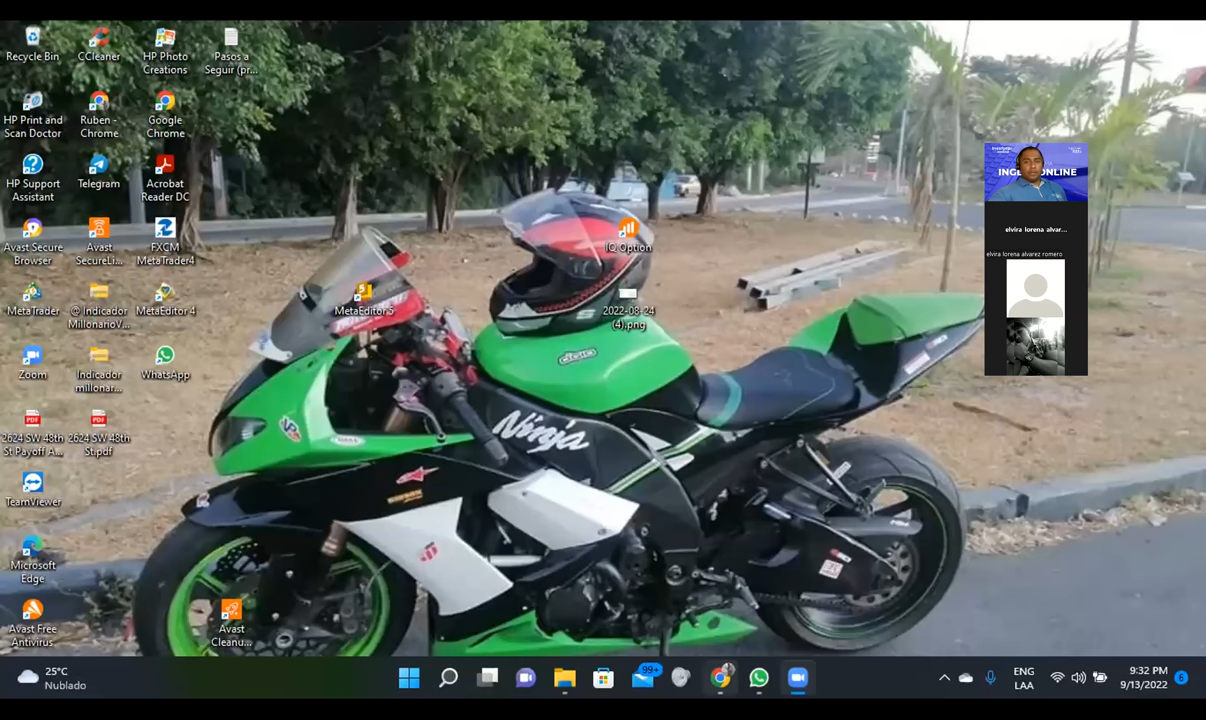 Recycle Bin
CCleaner
HP Photo
Creations
Pasos a
Seguir (pr...
HP Print and
Scan Doctor
Ruben -
Chrome
Google
Chrome
HP Support
Assistant
Telegram
Acrobat
Reader DC
Avast Secure
Browser
Avast
SecureLi...
FXCM
MetaTrader4
MetaTrader
@ Indicador
MillonarioV...
MetaEditor 4
Zoom
Indicador
millonar...
WhatsApp
2624 SW 48th
St Payoff A...
2624 SW 48th
St.pdf
TeamViewer
Microsoft
Edge
Avast Free
Antivirus
Avast
Cleanu...
MetaEditor 5
IQ Option
2022-08-24
(4).png
Ninja
elvira lorena alvar...
elvira lorena alvarez romero
25°C
Nublado
99+
ENG
LAA
9:32 PM
9/13/2022
6